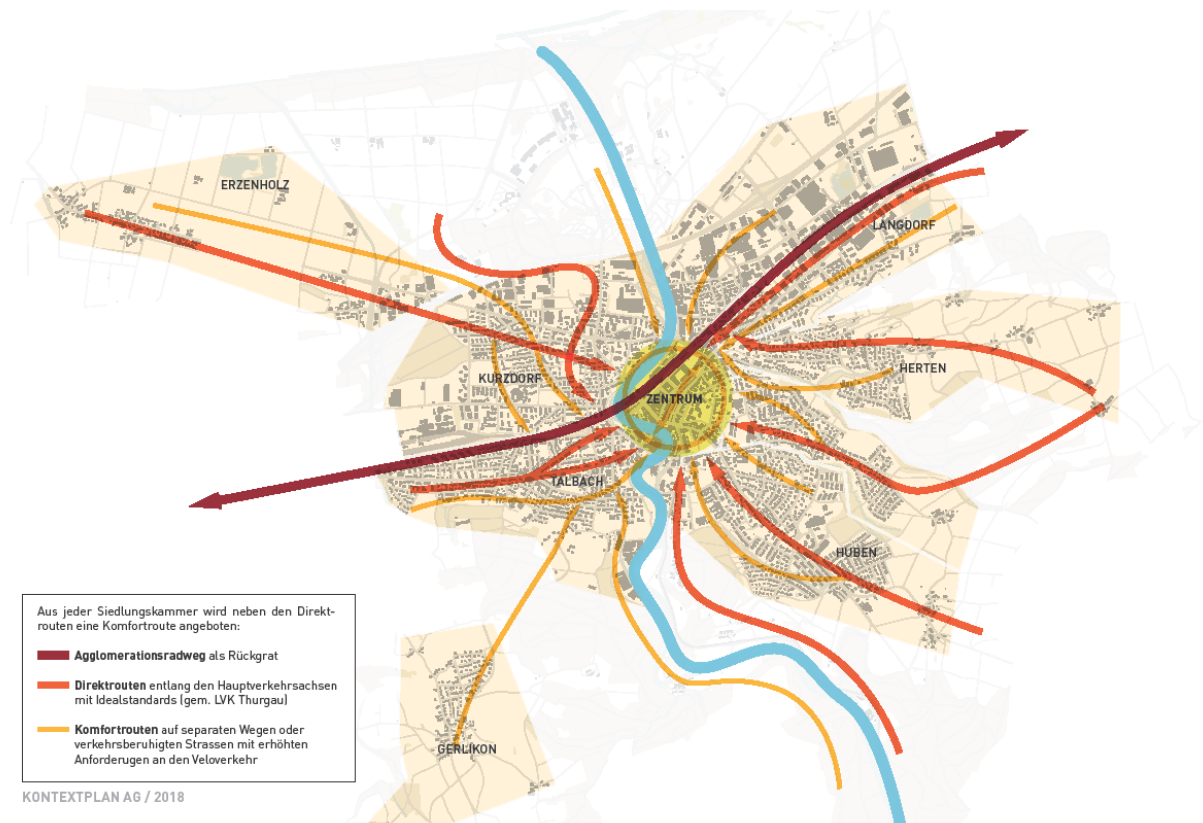 ERZENHOLZ
LANGDORF
HERTEN
KURZDORF
ZENTRUM
TALBACH
HUBEN
GERLIKON
Aus jeder Siedlungskammer wird neben den Direkt-
routen eine Komfortroute angeboten:
Agglomerationsradweg als Rückgrat
Direktrouten entlang den Hauptverkehrsachsen
mit Idealstandards (gem. LVK Thurgau)
Komfortrouten auf separaten Wegen oder
verkehrsberuhigten Strassen mit erhöhten
Anforderugen an den Veloverkehr
KONTEXTPLAN AG / 2018